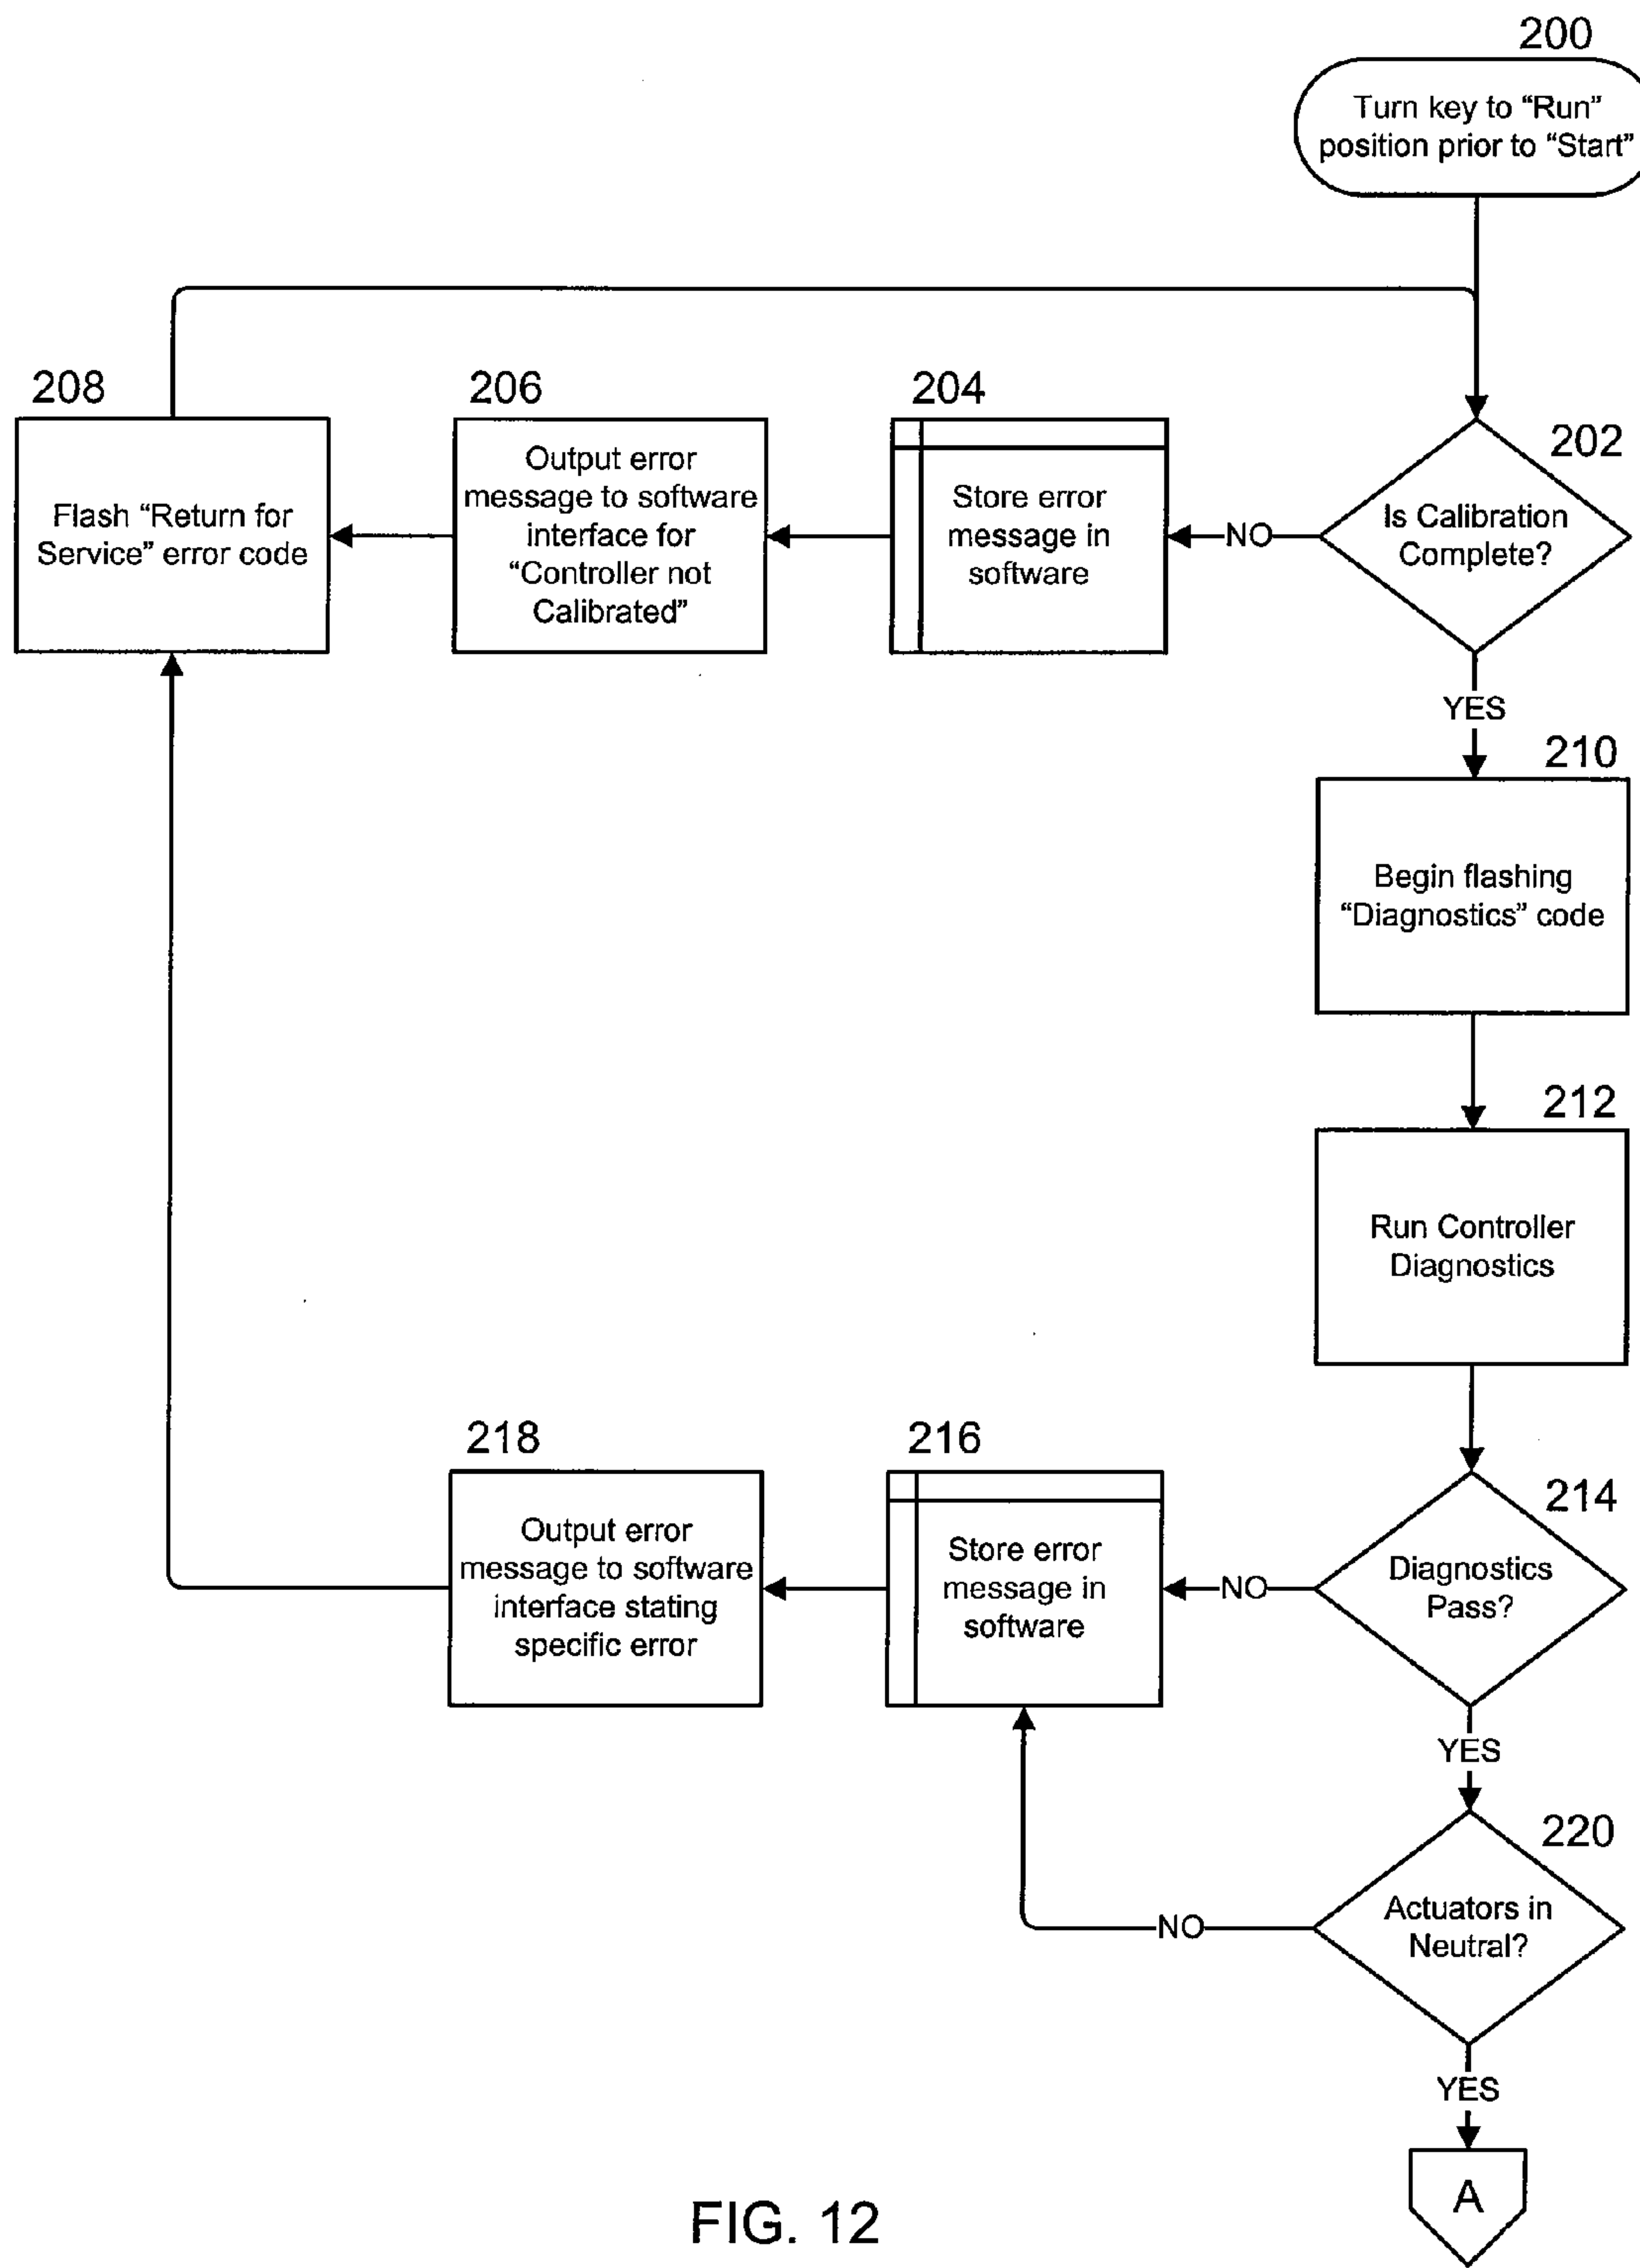 200
Turn key to “Run”
position prior to “Start”
208
206
204
202
Flash “Return for
Service” error code
Output error
message to software
interface for
“Controller not
Calibrated”
Store error
message in
software
NO
Is Calibration
Complete?
YES
210
Begin flashing
“Diagnostics” code
212
Run Controller
Diagnostics
218
216
214
Output error
message to software
interface stating
specific error
Store error
message in
software
NO
Diagnostics
Pass?
YES
220
NO
Actuators in
Neutral?
YES
A
FIG. 12